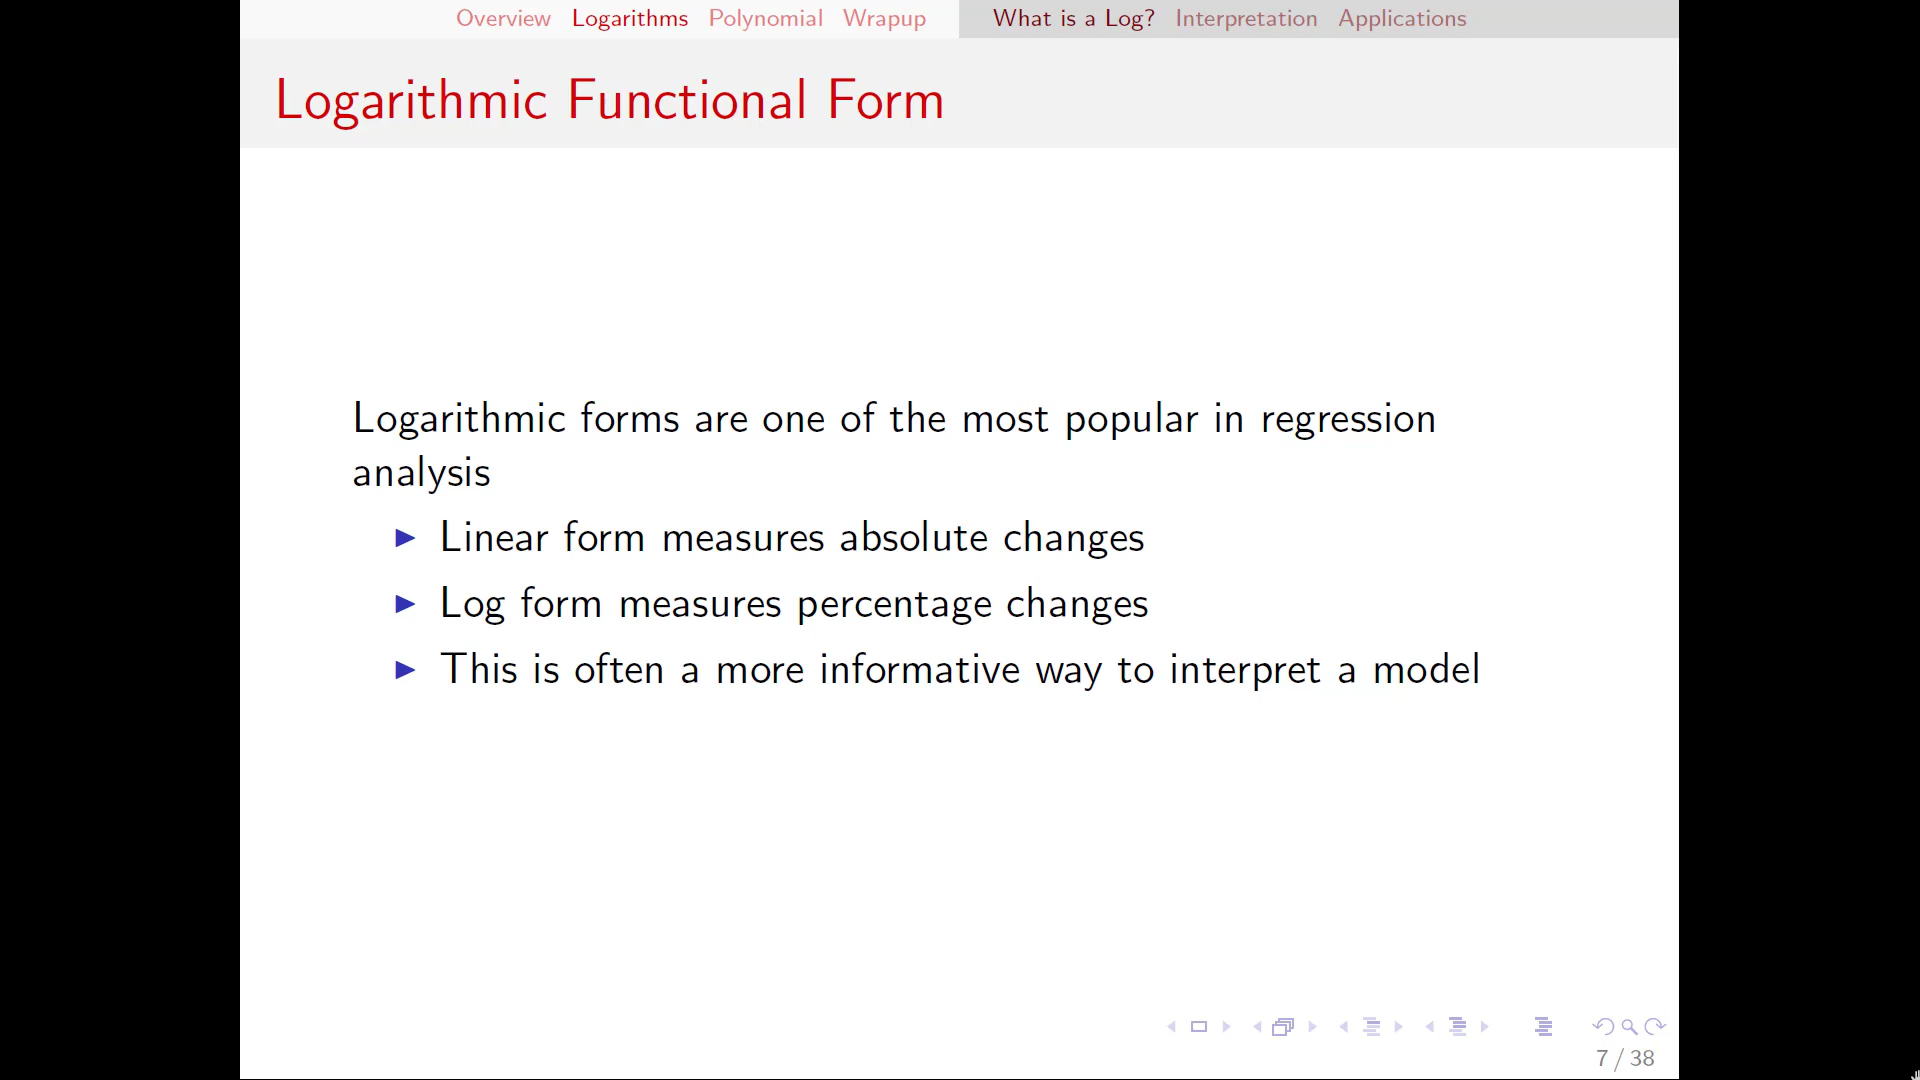 Overview Logarithms Polynomial Wrapup What is a Log? Interpretation Applications
Logarithmic Functional Form
Logarithmic forms are one of the most popular in regression
analysis
Linear form measures absolute changes
Log form measures percentage changes
This is often a more informative way to interpret a model
7 / 38